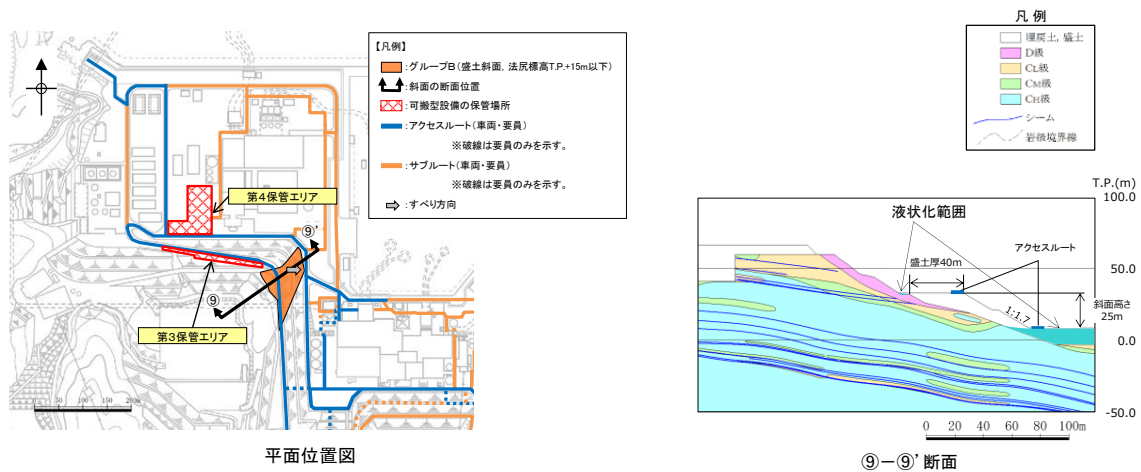 【凡例】
:グループB(盛土斜面, 法尻標高T.P.+15m以下)
:斜面の断面位置
:可搬型設備の保管場所
:アクセスルート(車両・要員)
※破線は要員のみを示す。
:サブルート(車両・要員)
※破線は要員のみを示す。
:すべり方向
第4保管エリア
⑨'
⑨
第3保管エリア
0 50 100 150 200m
平面位置図
凡 例
埋戻土, 盛土
D級
CL級
CM級
CH級
シーム
岩級境界線
T.P.(m)
100.0
液状化範囲
アクセスルート
盛土厚40m
50.0
斜面高さ
25m
1:1.7
0.0
-50.0
0 20 40 60 80 100m
⑨-⑨'断面